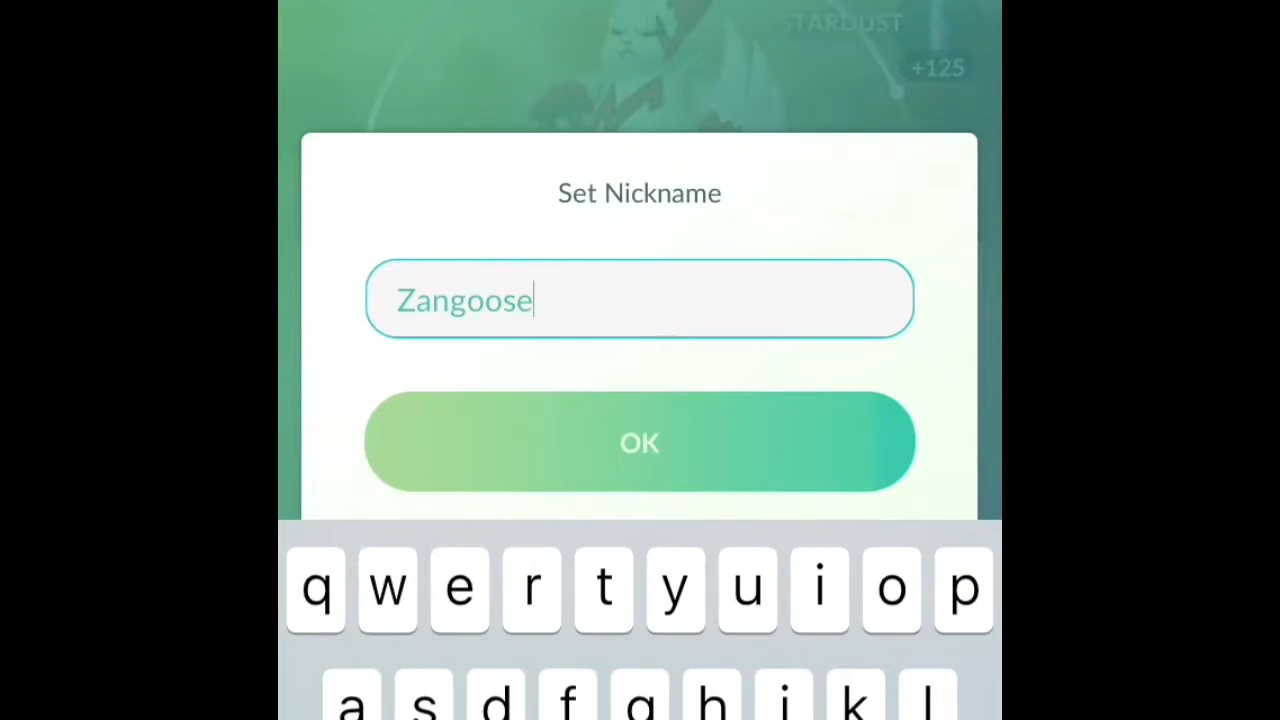 STARDUST
+125
Set Nickname
Zangoose
OK
q w e r t y u i o p
a s d f g h j k l